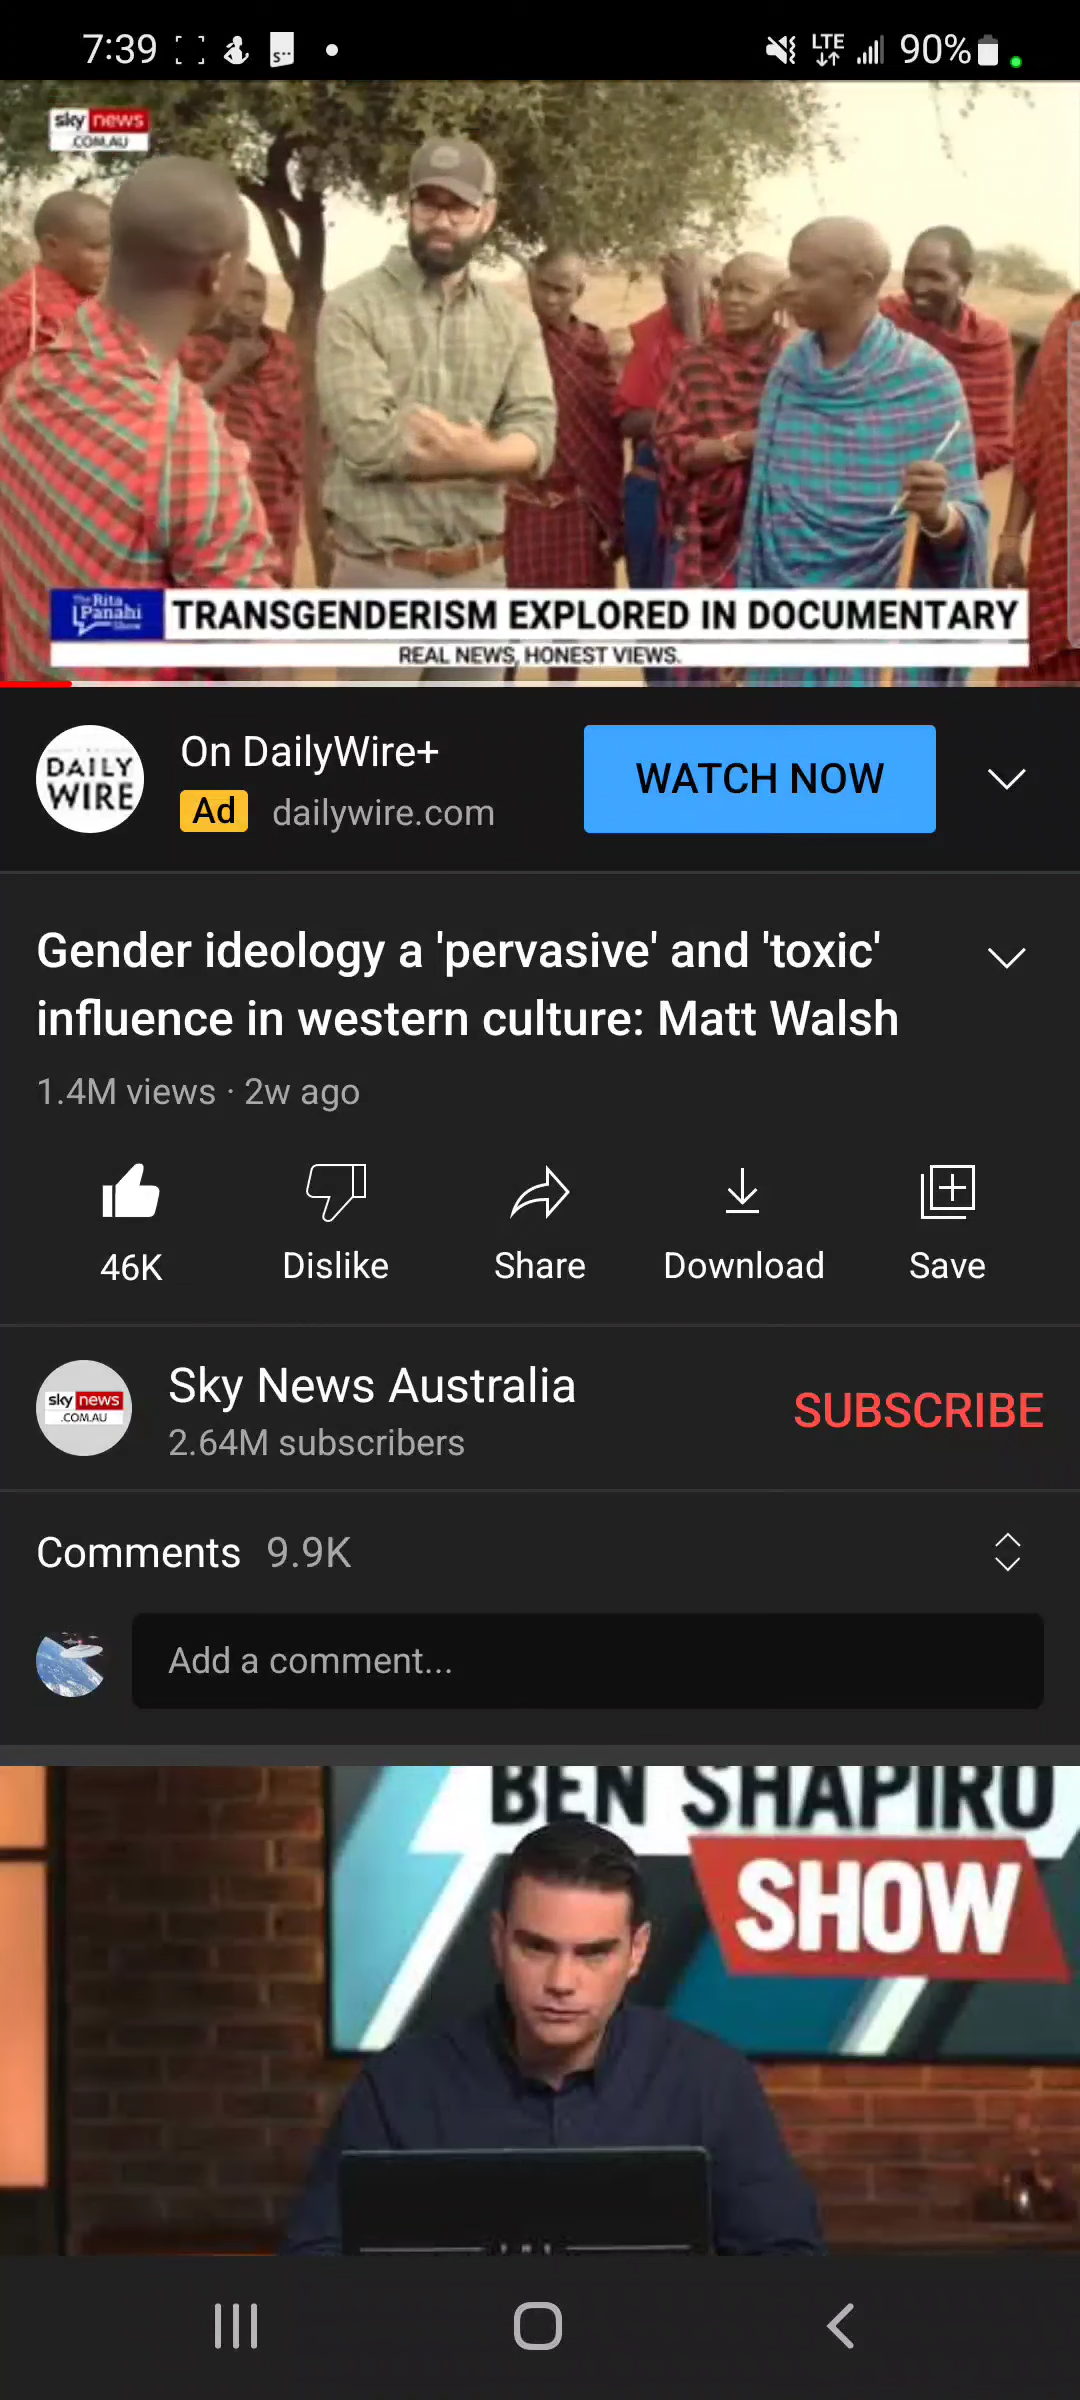 7:39
s..
LTE
90%
sky news
.COM.AU
The Rita Panahi Show
TRANSGENDERISM EXPLORED IN DOCUMENTARY
REAL NEWS, HONEST VIEWS.
DAILY
WIRE
On DailyWire+
Ad dailywire.com
WATCH NOW
Gender ideology a 'pervasive' and 'toxic'
influence in western culture: Matt Walsh
1.4M views · 2w ago
46K
Dislike
Share
Download
Save
sky news
.COM.AU
Sky News Australia
2.64M subscribers
SUBSCRIBE
Comments 9.9K
Add a comment...
BEN SHAPIRO
SHOW